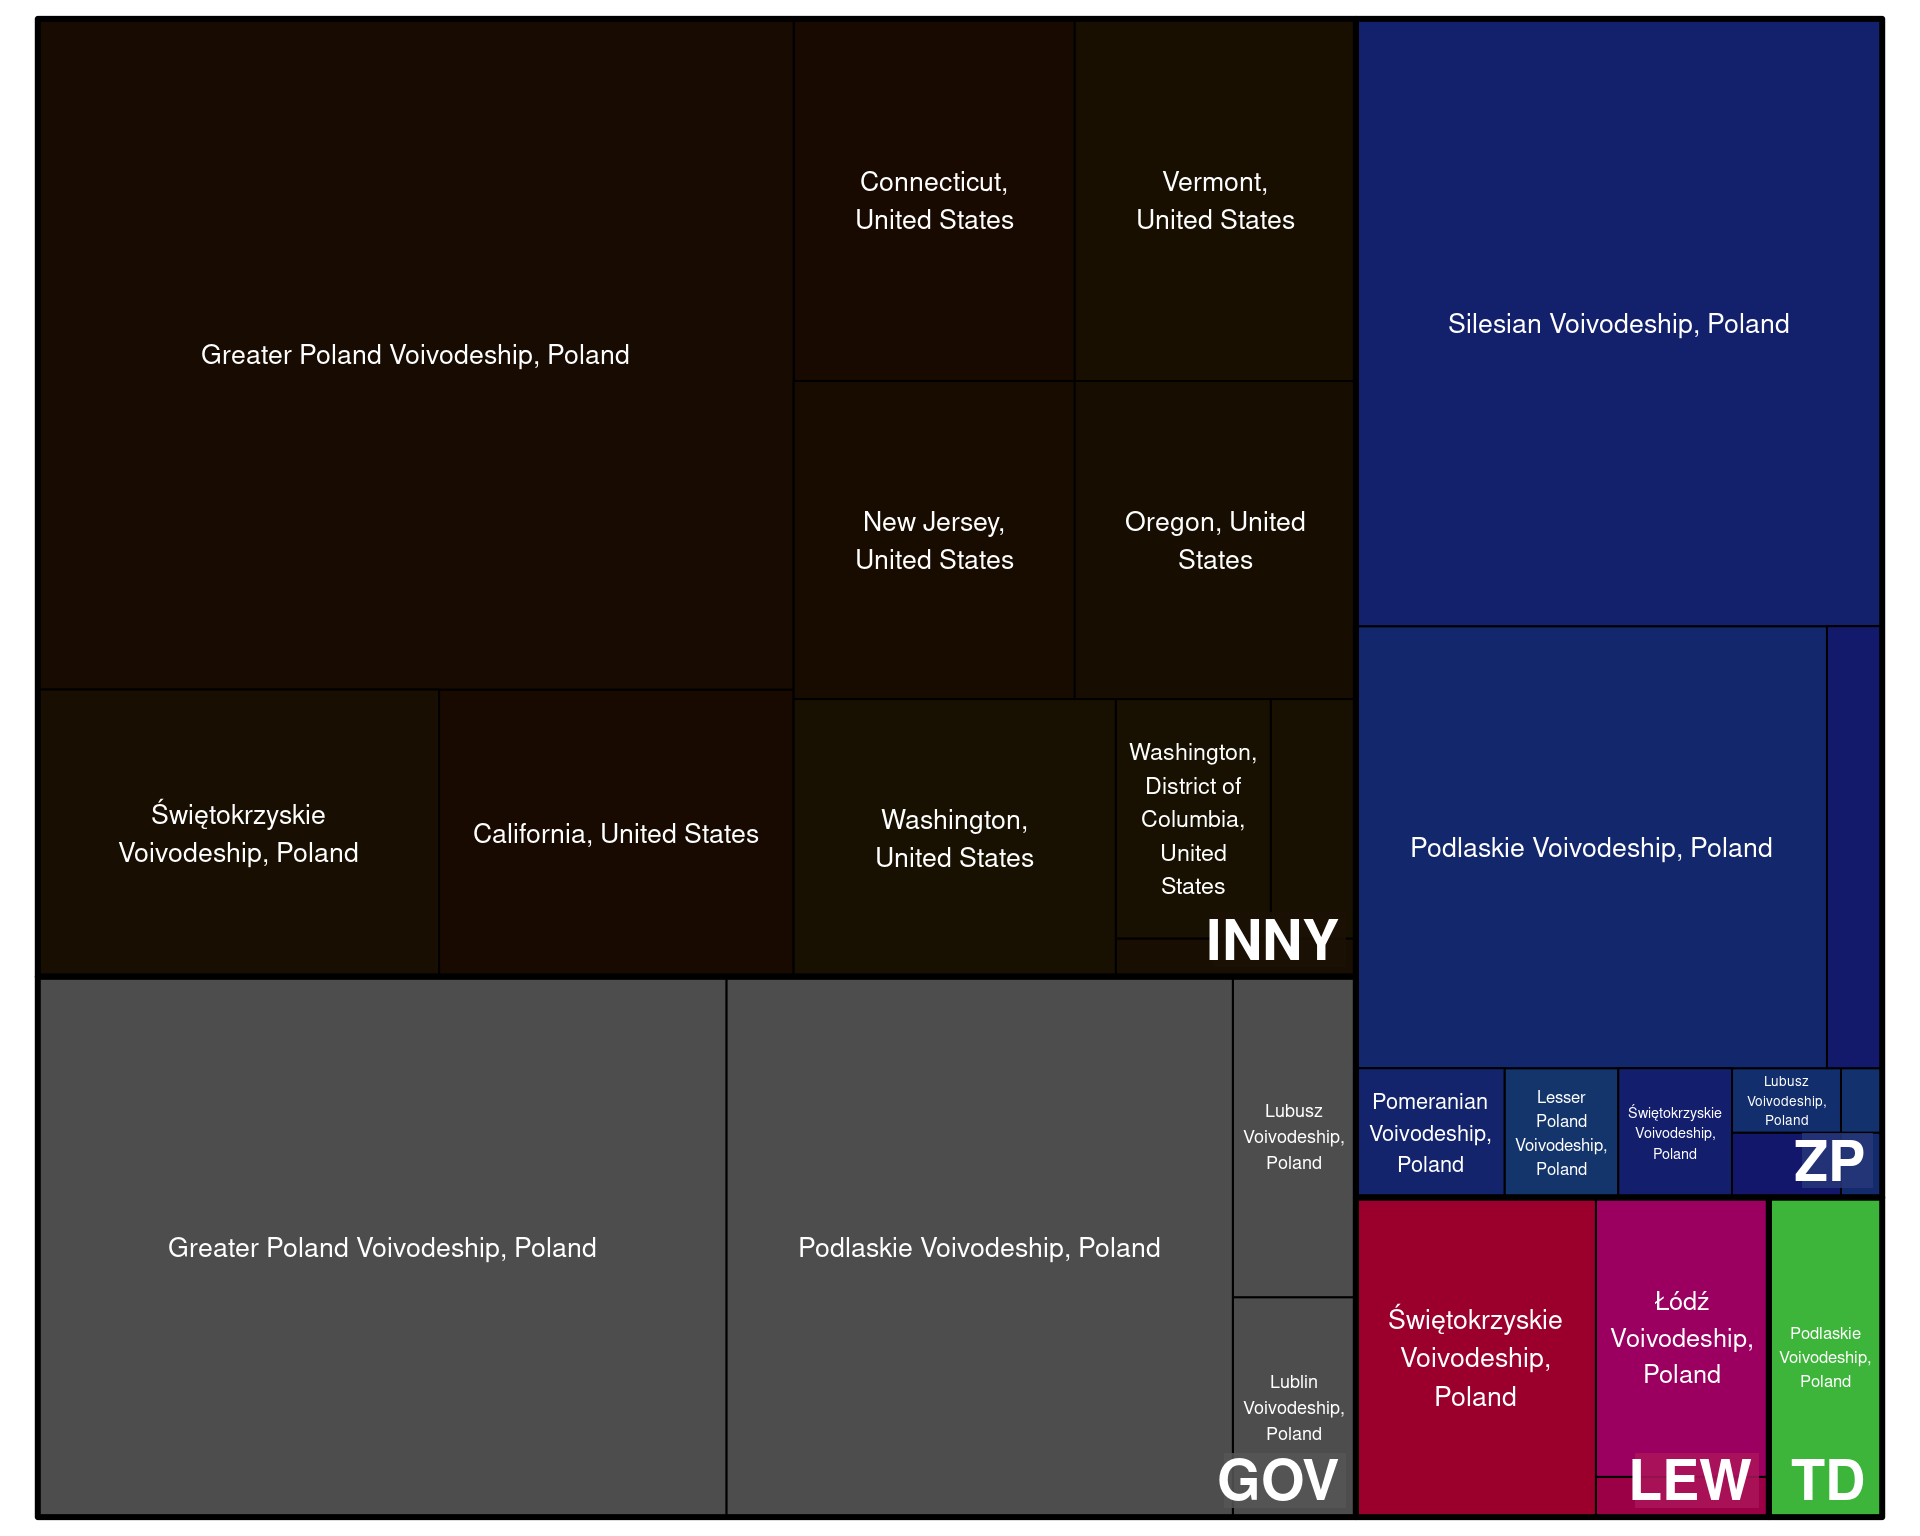 Greater Poland Voivodeship, Poland
Connecticut,
United States
Vermont,
United States
New Jersey,
United States
Oregon, United
States
Świętokrzyskie
Voivodeship, Poland
California, United States
Washington,
United States
Washington,
District of
Columbia,
United
States
INNY
Silesian Voivodeship, Poland
Podlaskie Voivodeship, Poland
Pomeranian
Voivodeship,
Poland
Lesser
Poland
Voivodeship,
Poland
Świętokrzyskie
Voivodeship,
Poland
Lubusz
Voivodeship,
Poland
ZP
Greater Poland Voivodeship, Poland
Podlaskie Voivodeship, Poland
Lubusz
Voivodeship,
Poland
Lublin
Voivodeship,
Poland
GOV
Świętokrzyskie
Voivodeship,
Poland
Łódź
Voivodeship,
Poland
LEW
Podlaskie
Voivodeship,
Poland
TD